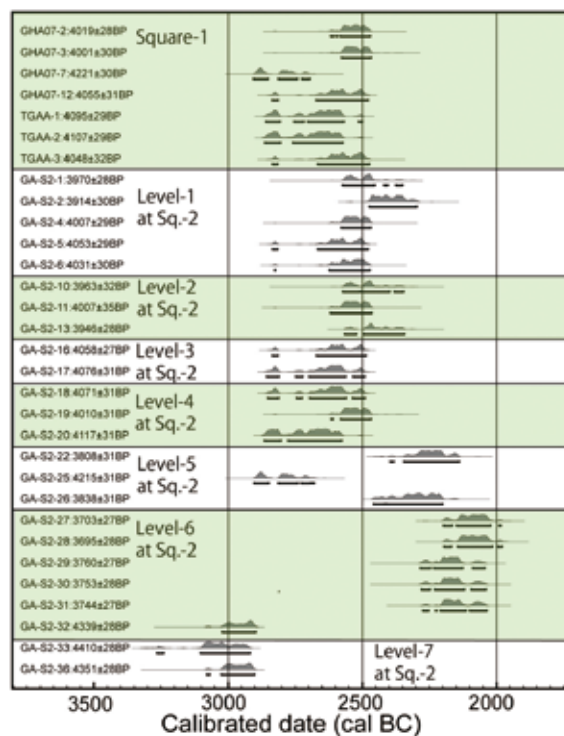 GHA07-2:4019±28BP
Square-1
GHA07-3:4001±30BP
GHA07-7:4221±30BP
GHA07-12:4055±31BP
TGAA-1:4095±29BP
TGAA-2:4107±29BP
TGAA-3:4048±32BP
GA-S2-1:3970±28BP
Level-1
at Sq.-2
GA-S2-2:3914±30BP
GA-S2-4:4007±29BP
GA-S2-5:4053±29BP
GA-S2-6:4031±30BP
GA-S2-10:3963±32BP
Level-2
at Sq.-2
GA-S2-11:4007±35BP
GA-S2-13:3946±28BP
GA-S2-16:4058±27BP
Level-3
at Sq.-2
GA-S2-17:4076±31BP
GA-S2-18:4071±31BP
Level-4
at Sq.-2
GA-S2-19:4010±31BP
GA-S2-20:4117±31BP
GA-S2-22:3808±31BP
Level-5
at Sq.-2
GA-S2-25:4215±31BP
GA-S2-26:3838±31BP
GA-S2-27:3703±27BP
Level-6
at Sq.-2
GA-S2-28:3695±28BP
GA-S2-29:3760±27BP
GA-S2-30:3753±28BP
GA-S2-31:3744±27BP
GA-S2-32:4339±28BP
GA-S2-33:4410±28BP
Level-7
at Sq.-2
GA-S2-36:4351±28BP
3500 3000 2500 2000
Calibrated date (cal BC)